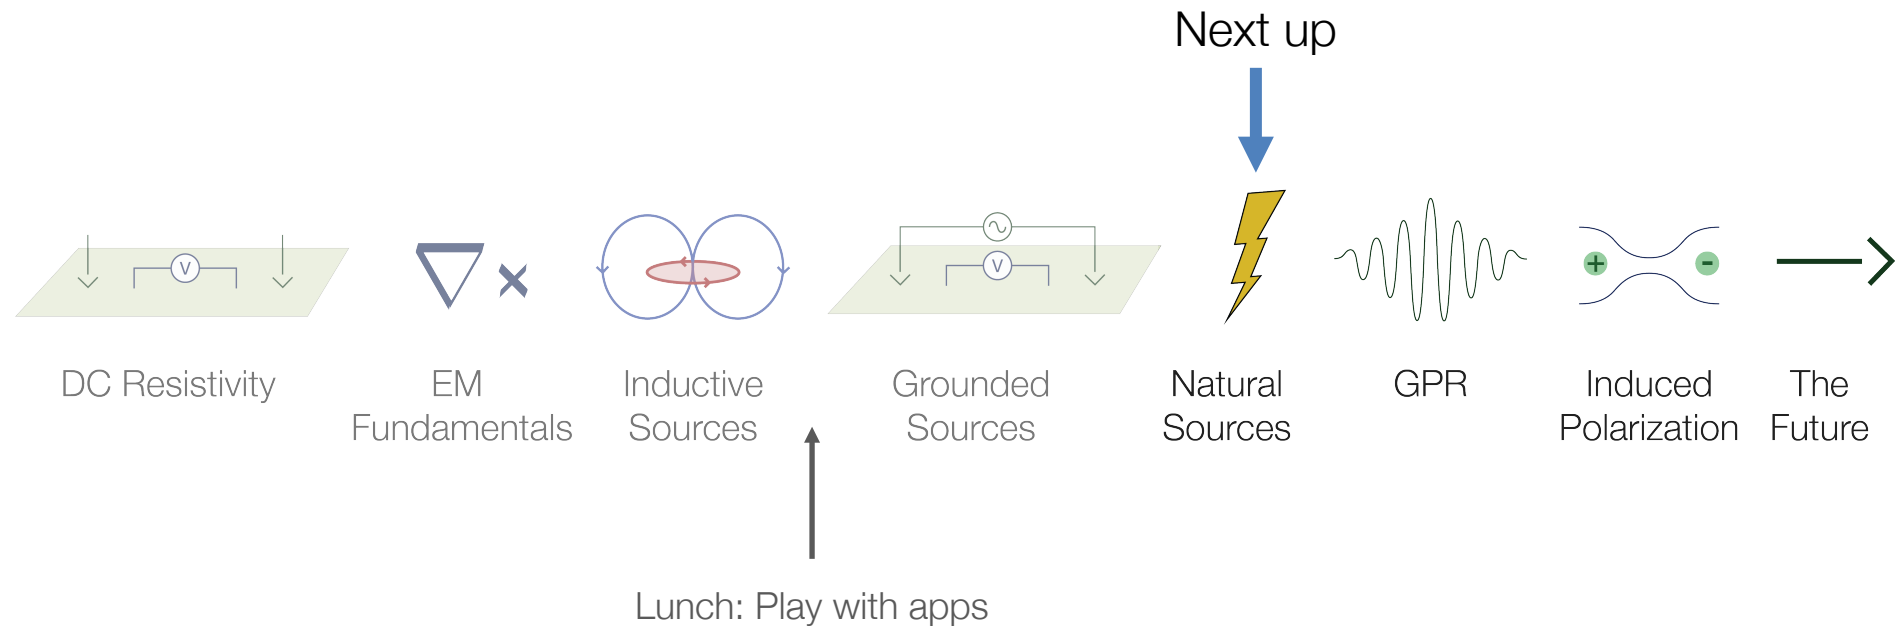 Next up
V
V
+
-
DC Resistivity
EM
Fundamentals
Inductive
Sources
Grounded
Sources
Natural
Sources
GPR
Induced
Polarization
The
Future
Lunch: Play with apps